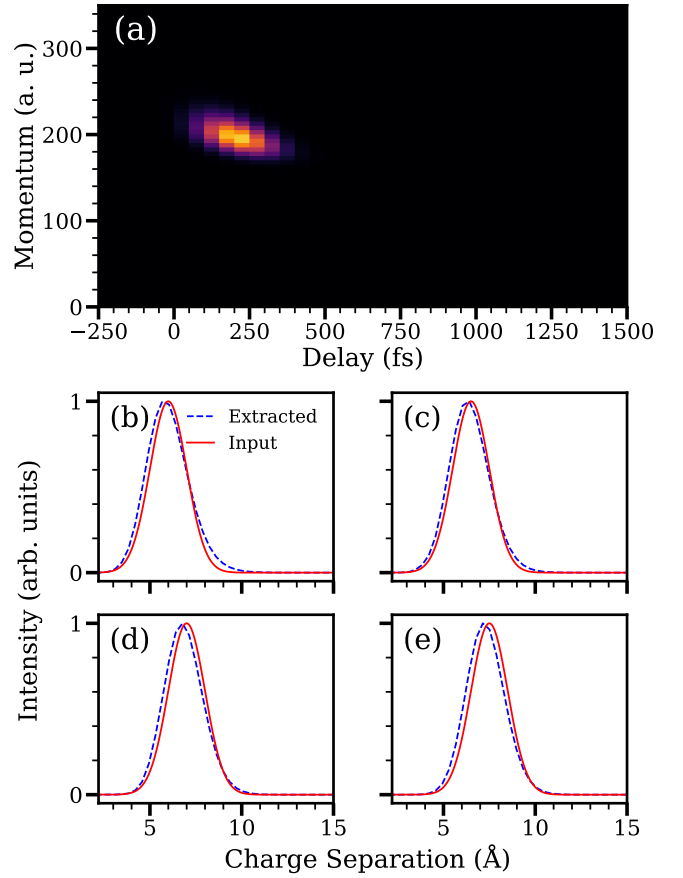 (a)
Momentum (a. u.)
300
200
100
0
−250 0 250 500 750 1000 1250 1500
Delay (fs)
Intensity (arb. units)
(b)
Extracted
Input
1
0
(c)
(d)
1
0
5 10 15
(e)
5 10 15
Charge Separation (Å)